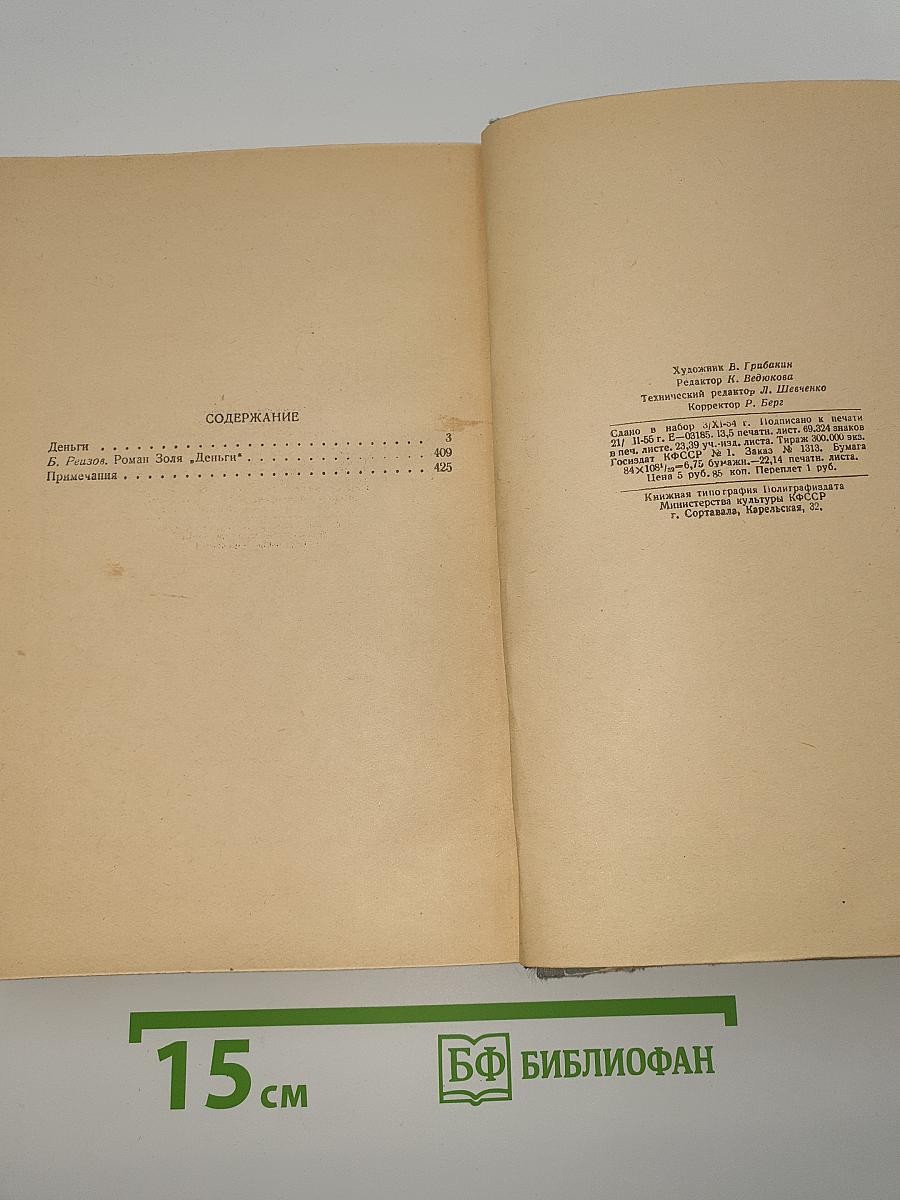 СОДЕРЖАНИЕ
Деньги . . . . . . . . . . . . . . . . . . . . . . . . . . . 3
Б. Реизов. Роман Золя „Деньги“ . . . . . . . . . . . . . . . 409
Примечания . . . . . . . . . . . . . . . . . . . . . . . . . 425
Художник В. Грибакин
Редактор К. Ведюкова
Технический редактор Л. Шевченко
Корректор Р. Берг
Сдано в набор 3/XI-54 г. Подписано к печати
21/ II-55 г. Е—03185. 13,5 печатн. лист. 69.324 знаков
в печ. листе. 23,39 уч.-изд. листа. Тираж 300.000 экз.
Госиздат КФССР № 1. Заказ № 1313. Бумага
84×108¹/₃₂=6,75 бумажн.—22,14 печатн. листа.
Цена 5 руб. 85 коп. Переплет 1 руб.
Книжная типография Полиграфиздата
Министерства культуры КФССР
г. Сортавала, Карельская, 32.
15 см
БФ БИБЛИОФАН